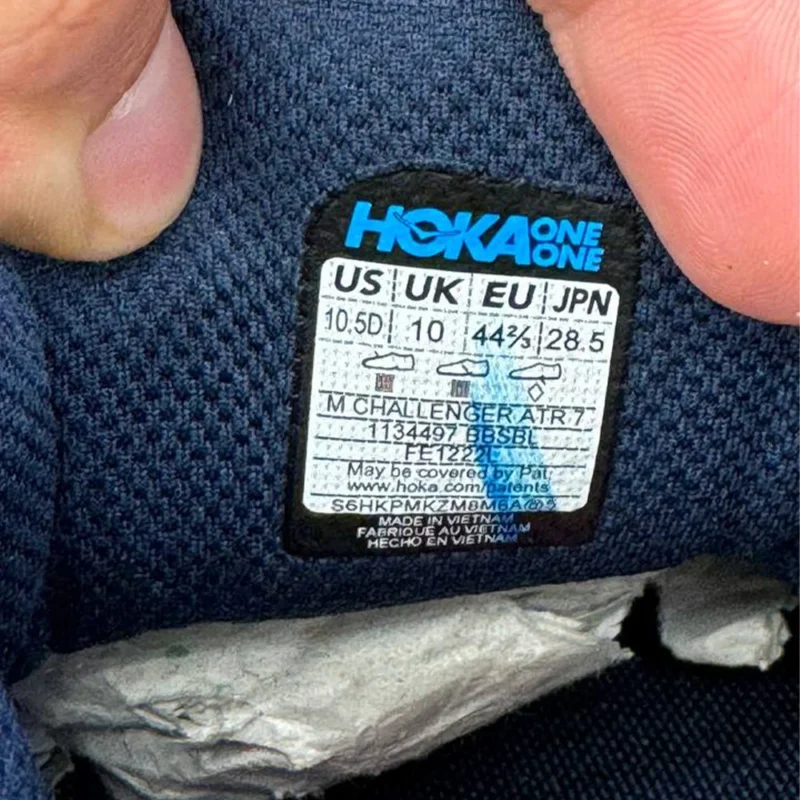 HOKA ONE ONE
US UK EU JPN
10.5D 10 44⅔ 28.5
M CHALLENGER ATR 7
1134497 BBSBL
FE1222L
May be covered by Pat.
www.hoka.com/patents
MADE IN VIETNAM
FABRIQUE AU VIETNAM
HECHO EN VIETNAM